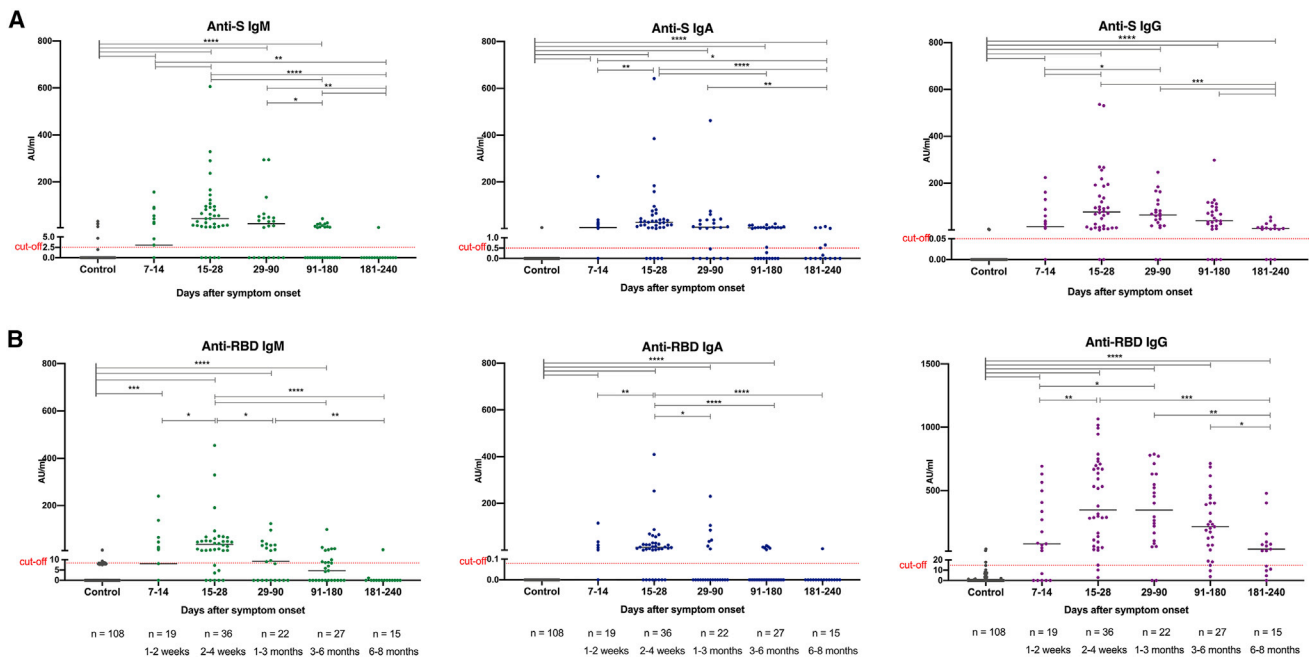 A
Anti-S IgM
800
600
400
200
5.0
cut-off
2.5
0.0
AU/ml
****
**
****
**
*
Control 7-14 15-28 29-90 91-180 181-240
Days after symptom onset
Anti-S IgA
800
600
400
200
1.0
cut-off
0.5
0.0
AU/ml
****
*
**
****
**
Control 7-14 15-28 29-90 91-180 181-240
Days after symptom onset
Anti-S IgG
800
600
400
200
cut-off
0.05
0.00
AU/ml
****
*
***
Control 7-14 15-28 29-90 91-180 181-240
Days after symptom onset
B
Anti-RBD IgM
800
600
400
200
cut-off
10
5
0
AU/ml
****
***
****
*
*
**
Control 7-14 15-28 29-90 91-180 181-240
Days after symptom onset
n = 108 n = 19 n = 36 n = 22 n = 27 n = 15
1-2 weeks 2-4 weeks 1-3 months 3-6 months 6-8 months
Anti-RBD IgA
800
600
400
200
0.1
cut-off
0.0
AU/ml
****
**
****
****
*
Control 7-14 15-28 29-90 91-180 181-240
Days after symptom onset
n = 108 n = 19 n = 36 n = 22 n = 27 n = 15
1-2 weeks 2-4 weeks 1-3 months 3-6 months 6-8 months
Anti-RBD IgG
1500
1000
500
20
cut-off
10
0
AU/ml
****
*
**
***
**
*
Control 7-14 15-28 29-90 91-180 181-240
Days after symptom onset
n = 108 n = 19 n = 36 n = 22 n = 27 n = 15
1-2 weeks 2-4 weeks 1-3 months 3-6 months 6-8 months